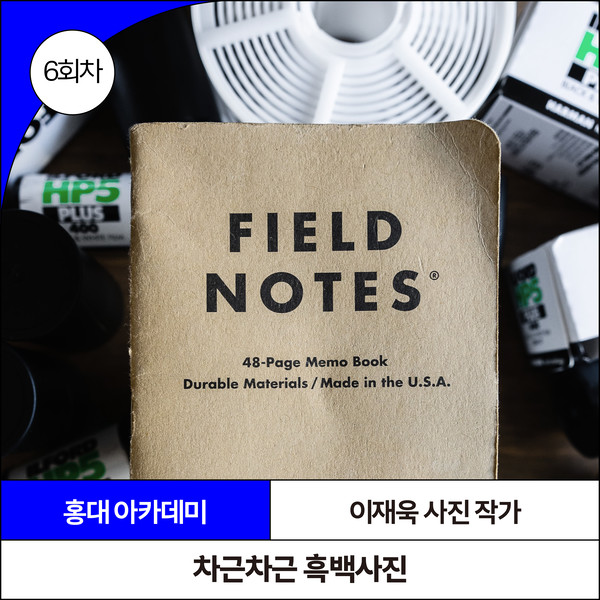 6회차
FIELD
NOTES®
48-Page Memo Book
Durable Materials / Made in the U.S.A.
HP5
PLUS
400
HARMAN
ILFORD
HP5
홍대 아카데미
이재욱 사진 작가
차근차근 흑백사진